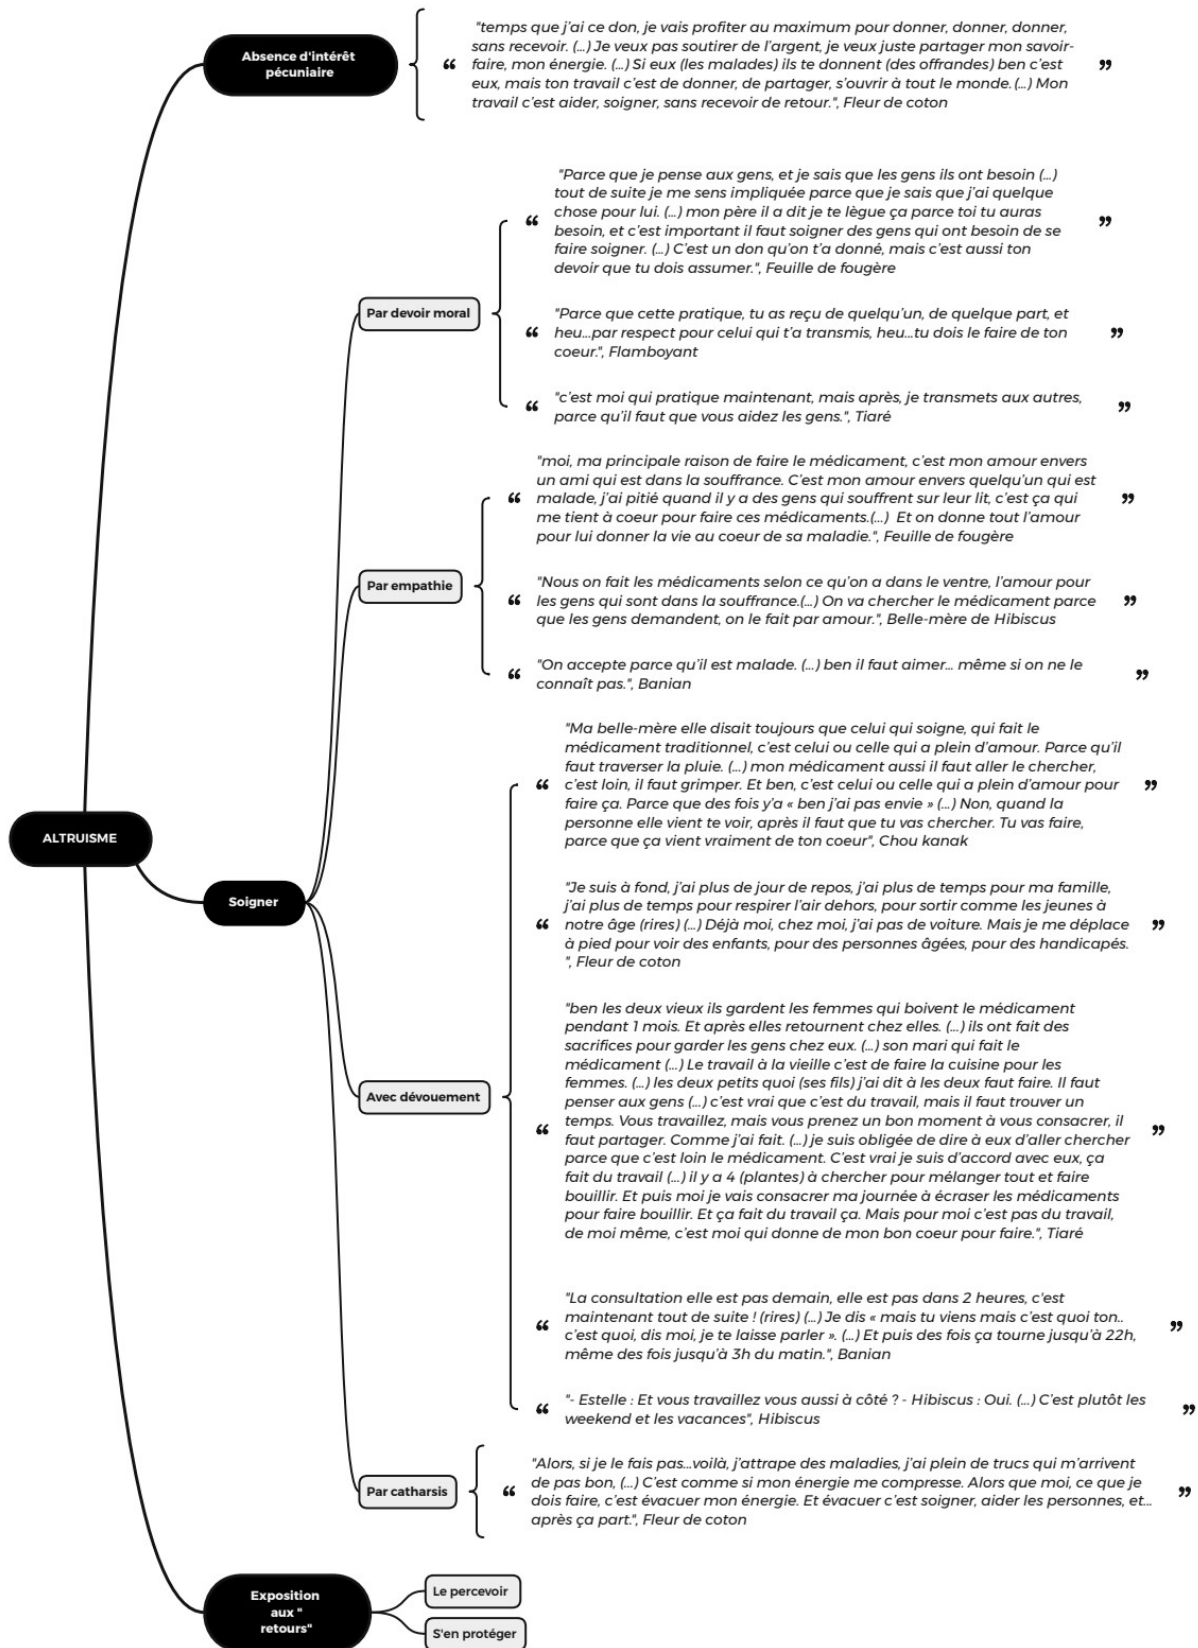 Absence d'intérêt
pécuniaire
"temps que j'ai ce don, je vais profiter au maximum pour donner, donner, donner,
sans recevoir. (...) Je veux pas soutirer de l'argent, je veux juste partager mon savoir-
“ faire, mon énergie. (...) Si eux (les malades) ils te donnent (des offrandes) ben c'est ”
eux, mais ton travail c'est de donner, de partager, s'ouvrir à tout le monde. (...) Mon
travail c'est aider, soigner, sans recevoir de retour.", Fleur de coton
"Parce que je pense aux gens, et je sais que les gens ils ont besoin (...)
tout de suite je me sens impliquée parce que je sais que j'ai quelque
“ chose pour lui. (...) mon père il a dit je te lègue ça parce toi tu auras ”
besoin, et c'est important il faut soigner des gens qui ont besoin de se
faire soigner. (...) C'est un don qu'on t'a donné, mais c'est aussi ton
devoir que tu dois assumer.", Feuille de fougère
Par devoir moral
"Parce que cette pratique, tu as reçu de quelqu'un, de quelque part, et
“ heu...par respect pour celui qui t'a transmis, heu...tu dois le faire de ton ”
coeur.", Flamboyant
“ "c'est moi qui pratique maintenant, mais après, je transmets aux autres, ”
parce qu'il faut que vous aidez les gens.", Tiaré
"moi, ma principale raison de faire le médicament, c'est mon amour envers
un ami qui est dans la souffrance. C'est mon amour envers quelqu'un qui est
“ malade, j'ai pitié quand il y a des gens qui souffrent sur leur lit, c'est ça qui ”
me tient à coeur pour faire ces médicaments.(...) Et on donne tout l'amour
pour lui donner la vie au coeur de sa maladie.", Feuille de fougère
Par empathie
"Nous on fait les médicaments selon ce qu'on a dans le ventre, l'amour pour
“ les gens qui sont dans la souffrance.(...) On va chercher le médicament parce ”
que les gens demandent, on le fait par amour.", Belle-mère de Hibiscus
“ "On accepte parce qu'il est malade. (...) ben il faut aimer... même si on ne le ”
connaît pas.", Banian
"Ma belle-mère elle disait toujours que celui qui soigne, qui fait le
médicament traditionnel, c'est celui ou celle qui a plein d'amour. Parce qu'il
faut traverser la pluie. (...) mon médicament aussi il faut aller le chercher,
“ c'est loin, il faut grimper. Et ben, c'est celui ou celle qui a plein d'amour pour ”
faire ça. Parce que des fois y'a « ben j'ai pas envie » (...) Non, quand la
personne elle vient te voir, après il faut que tu vas chercher. Tu vas faire,
parce que ça vient vraiment de ton coeur", Chou kanak
ALTRUISME
Soigner
"Je suis à fond, j'ai plus de jour de repos, j'ai plus de temps pour ma famille,
j'ai plus de temps pour respirer l'air dehors, pour sortir comme les jeunes à
“ notre âge (rires) (...) Déjà moi, chez moi, j'ai pas de voiture. Mais je me déplace ”
à pied pour voir des enfants, pour des personnes âgées, pour des handicapés.
", Fleur de coton
Avec dévouement
"ben les deux vieux ils gardent les femmes qui boivent le médicament
pendant 1 mois. Et après elles retournent chez elles. (...) ils ont fait des
sacrifices pour garder les gens chez eux. (...) son mari qui fait le
médicament (...) Le travail à la vieille c'est de faire la cuisine pour les
femmes. (...) les deux petits quoi (ses fils) j'ai dit à les deux faut faire. Il faut
penser aux gens (...) c'est vrai que c'est du travail, mais il faut trouver un
“ temps. Vous travaillez, mais vous prenez un bon moment à vous consacrer, il ”
faut partager. Comme j'ai fait. (...) je suis obligée de dire à eux d'aller chercher
parce que c'est loin le médicament. C'est vrai je suis d'accord avec eux, ça
fait du travail (...) il y a 4 (plantes) à chercher pour mélanger tout et faire
bouillir. Et puis moi je vais consacrer ma journée à écraser les médicaments
pour faire bouillir. Et ça fait du travail ça. Mais pour moi c'est pas du travail,
de moi même, c'est moi qui donne de mon bon coeur pour faire.", Tiaré
"La consultation elle est pas demain, elle est pas dans 2 heures, c'est
“ maintenant tout de suite ! (rires) (...) Je dis « mais tu viens mais c'est quoi ton.. ”
c'est quoi, dis moi, je te laisse parler ». (...) Et puis des fois ça tourne jusqu'à 22h,
même des fois jusqu'à 3h du matin.", Banian
“ "- Estelle : Et vous travaillez vous aussi à côté ? - Hibiscus : Oui. (...) C'est plutôt les ”
weekend et les vacances", Hibiscus
Par catharsis
"Alors, si je le fais pas...voilà, j'attrape des maladies, j'ai plein de trucs qui m'arrivent
“ de pas bon, (...) C'est comme si mon énergie me compresse. Alors que moi, ce que je ”
dois faire, c'est évacuer mon énergie. Et évacuer c'est soigner, aider les personnes, et...
après ça part.", Fleur de coton
Exposition
aux "
retours"
Le percevoir
S'en protéger